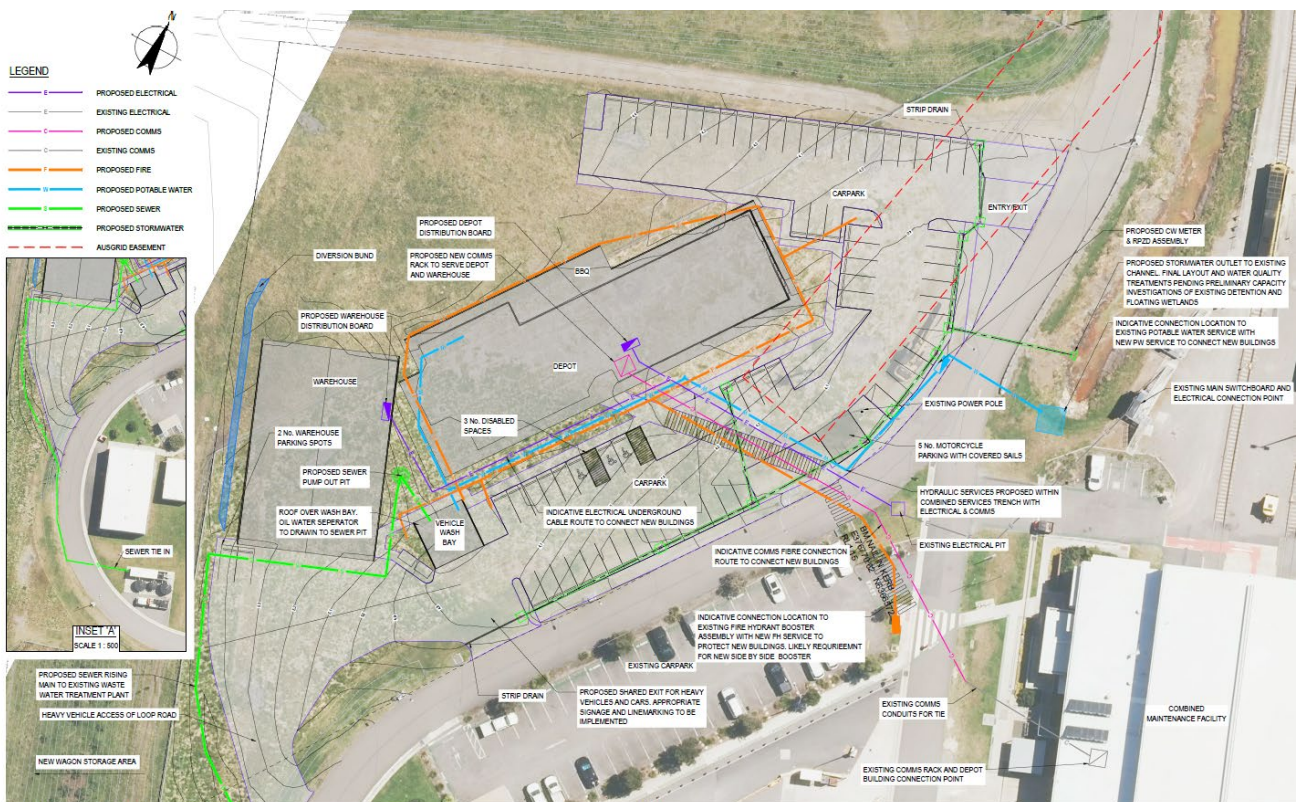 N
LEGEND
E PROPOSED ELECTRICAL
E EXISTING ELECTRICAL
C PROPOSED COMMS
C EXISTING COMMS
F PROPOSED FIRE
W PROPOSED POTABLE WATER
S PROPOSED SEWER
PROPOSED STORMWATER
AUSGRID EASEMENT
SEWER TIE IN
INSET 'A'
SCALE 1 : 500
STRIP DRAIN
CARPARK
ENTRY/EXIT
PROPOSED DEPOT
DISTRIBUTION BOARD
PROPOSED NEW COMMS
RACK TO SERVE DEPOT
AND WAREHOUSE
BBQ
DIVERSION BUND
PROPOSED WAREHOUSE
DISTRIBUTION BOARD
WAREHOUSE
DEPOT
2 No. WAREHOUSE
PARKING SPOTS
3 No. DISABLED
SPACES
PROPOSED SEWER
PUMP OUT PIT
CARPARK
ROOF OVER WASH BAY.
OIL WATER SEPERATOR
TO DRAWIN TO SEWER PIT
VEHICLE
WASH
BAY
INDICATIVE ELECTRICAL UNDERGROUND
CABLE ROUTE TO CONNECT NEW BUILDINGS
PROPOSED CW METER
& RPZD ASSEMBLY
PROPOSED STORMWATER OUTLET TO EXISTING
CHANNEL. FINAL LAYOUT AND WATER QUALITY
TREATMENTS PENDING PRELIMINARY CAPACITY
INVESTIGATIONS OF EXISTING DETENTION AND
FLOATING WETLANDS
INDICATIVE CONNECTION LOCATION TO
EXISTING POTABLE WATER SERVICE WITH
NEW PW SERVICE TO CONNECT NEW BUILDINGS
EXISTING MAIN SWITCHBOARD AND
ELECTRICAL CONNECTION POINT
EXISTING POWER POLE
5 No. MOTORCYCLE
PARKING WITH COVERED SAILS
HYDRAULIC SERVICES PROPOSED WITHIN
COMBINED SERVICES TRENCH WITH
ELECTRICAL & COMMS
EXISTING ELECTRICAL PIT
INDICATIVE COMMS FIBRE CONNECTION
ROUTE TO CONNECT NEW BUILDINGS
BM NAIL IN KERB
INDICATIVE CONNECTION LOCATION TO
EXISTING FIRE HYDRANT BOOSTER
ASSEMBLY WITH NEW FH SERVICE TO
PROTECT NEW BUILDINGS. LIKELY REQURIEEMNT
FOR NEW SIDE BY SIDE BOOSTER
EXISTING CARPARK
PROPOSED SEWER RISING
MAIN TO EXISTING WASTE
WATER TREATMENT PLANT
HEAVY VEHICLE ACCESS OF LOOP ROAD
NEW WAGON STORAGE AREA
STRIP DRAIN
PROPOSED SHARED EXIT FOR HEAVY
VEHICLES AND CARS. APPROPRIATE
SIGNAGE AND LINEMARKING TO BE
IMPLEMENTED
EXISTING COMMS
CONDUITS FOR TIE
COMBINED
MAINTENANCE FACILITY
EXISTING COMMS RACK AND DEPOT
BUILDING CONNECTION POINT